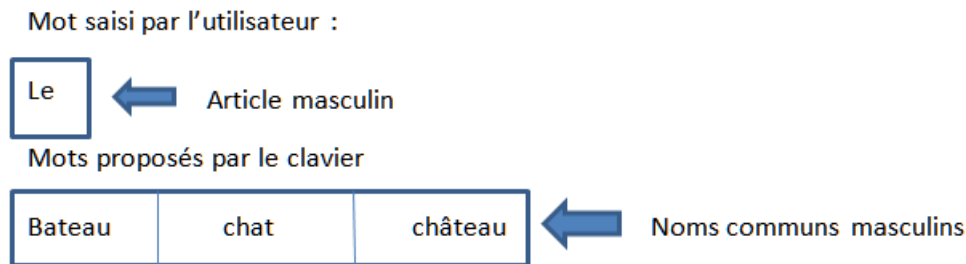 Mot saisi par l’utilisateur :
Le Article masculin
Mots proposés par le clavier
Bateau chat château Noms communs masculins